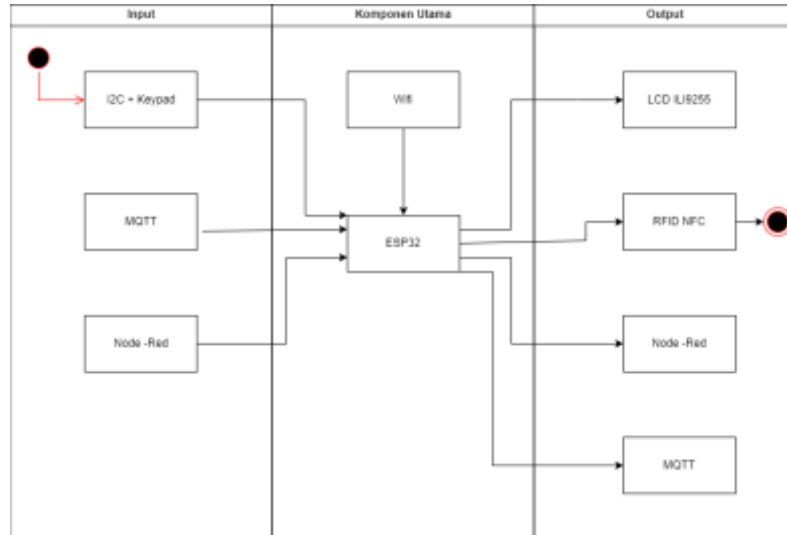 Input
Komponen Utama
Output
I2C + Keypad
Wifi
LCD ILI9255
MQTT
ESP32
RFID NFC
Node -Red
Node -Red
MQTT